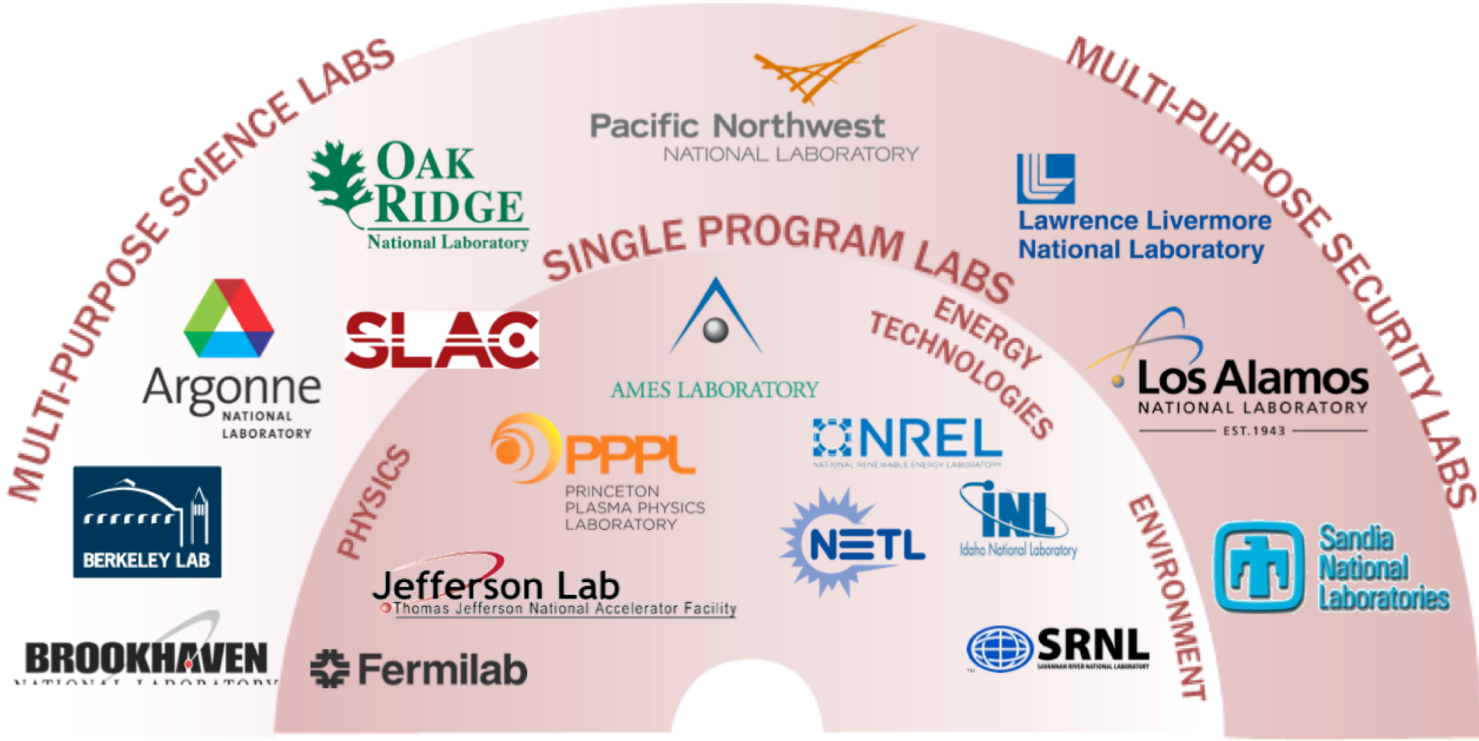 MULTI-PURPOSE SCIENCE LABS
MULTI-PURPOSE SECURITY LABS
Pacific Northwest
NATIONAL LABORATORY
OAK
RIDGE
National Laboratory
Lawrence Livermore
National Laboratory
SINGLE PROGRAM LABS
Argonne
NATIONAL
LABORATORY
SLAC
AMES LABORATORY
ENERGY
TECHNOLOGIES
Los Alamos
NATIONAL LABORATORY
EST.1943
PHYSICS
PPPL
PRINCETON
PLASMA PHYSICS
LABORATORY
NREL
NATIONAL RENEWABLE ENERGY LABORATORY
BERKELEY LAB
NETL
INL
Idaho National Laboratory
ENVIRONMENT
Sandia
National
Laboratories
Jefferson Lab
Thomas Jefferson National Accelerator Facility
BROOKHAVEN
NATIONAL LABORATORY
Fermilab
SRNL
SAVANNAH RIVER NATIONAL LABORATORY
TM